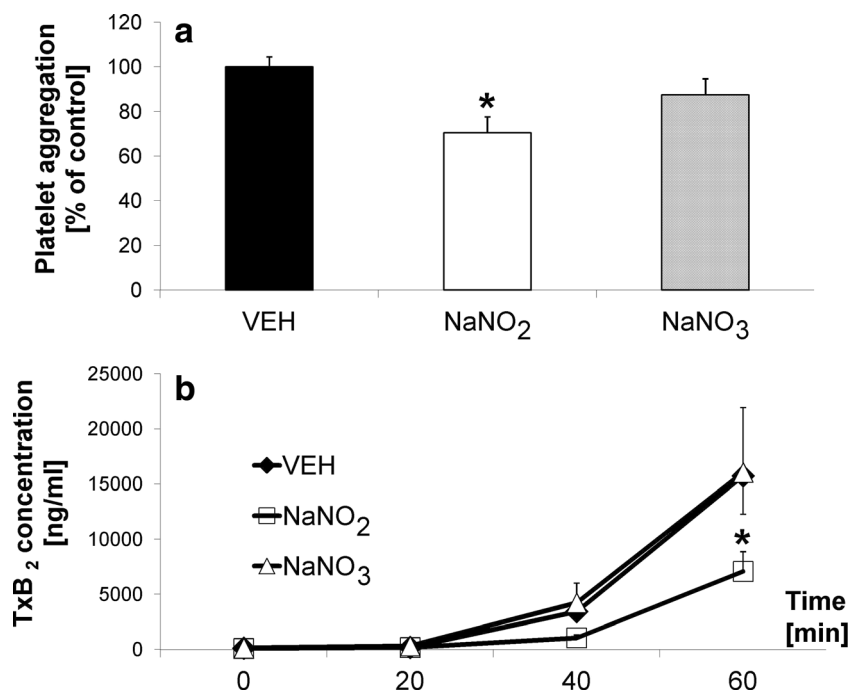 a
Platelet aggregation
[% of control]
120
100
80
60
40
20
0
*
VEH
NaNO2
NaNO3
b
TxB2 concentration
[ng/ml]
25000
20000
15000
10000
5000
0
VEH
NaNO2
NaNO3
*
Time
[min]
0
20
40
60